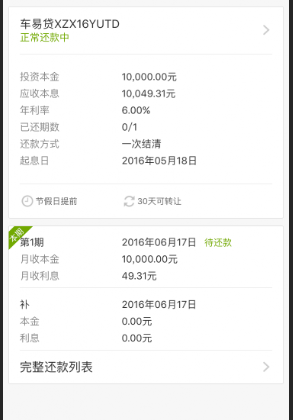 车易贷XZX16YUTD
正常还款中
投资本金 10,000.00元
应收本息 10,049.31元
年利率 6.00%
已还期数 0/1
还款方式 一次结清
起息日 2016年05月18日
节假日提前 30天可转让
本期
第1期 2016年06月17日 待还款
月收本金 10,000.00元
月收利息 49.31元
补 2016年06月17日
本金 0.00元
利息 0.00元
完整还款列表